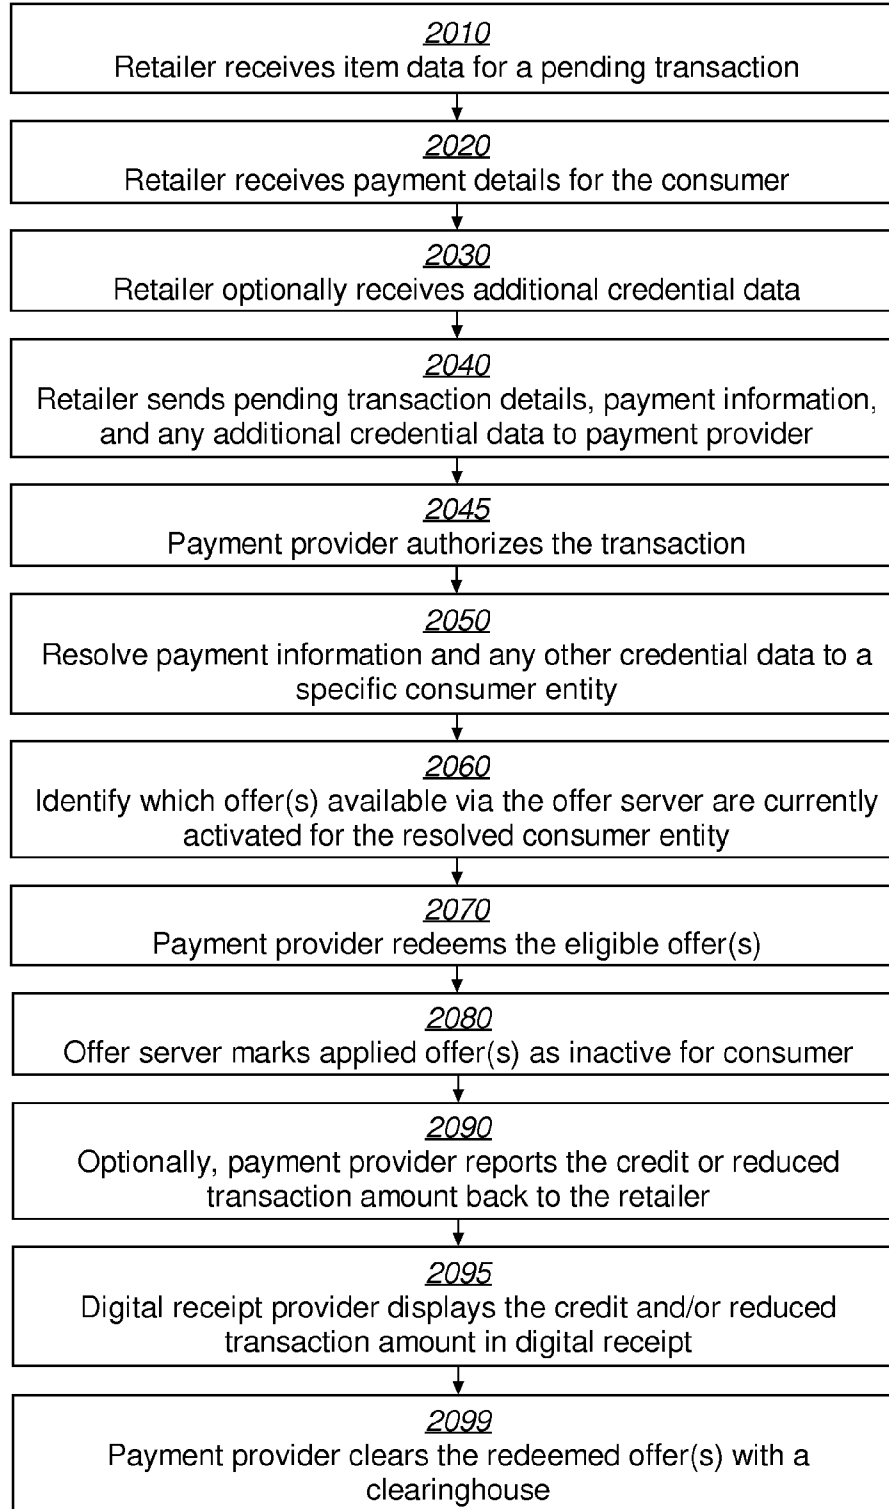 2010
Retailer receives item data for a pending transaction
2020
Retailer receives payment details for the consumer
2030
Retailer optionally receives additional credential data
2040
Retailer sends pending transaction details, payment information,
and any additional credential data to payment provider
2045
Payment provider authorizes the transaction
2050
Resolve payment information and any other credential data to a
specific consumer entity
2060
Identify which offer(s) available via the offer server are currently
activated for the resolved consumer entity
2070
Payment provider redeems the eligible offer(s)
2080
Offer server marks applied offer(s) as inactive for consumer
2090
Optionally, payment provider reports the credit or reduced
transaction amount back to the retailer
2095
Digital receipt provider displays the credit and/or reduced
transaction amount in digital receipt
2099
Payment provider clears the redeemed offer(s) with a
clearinghouse